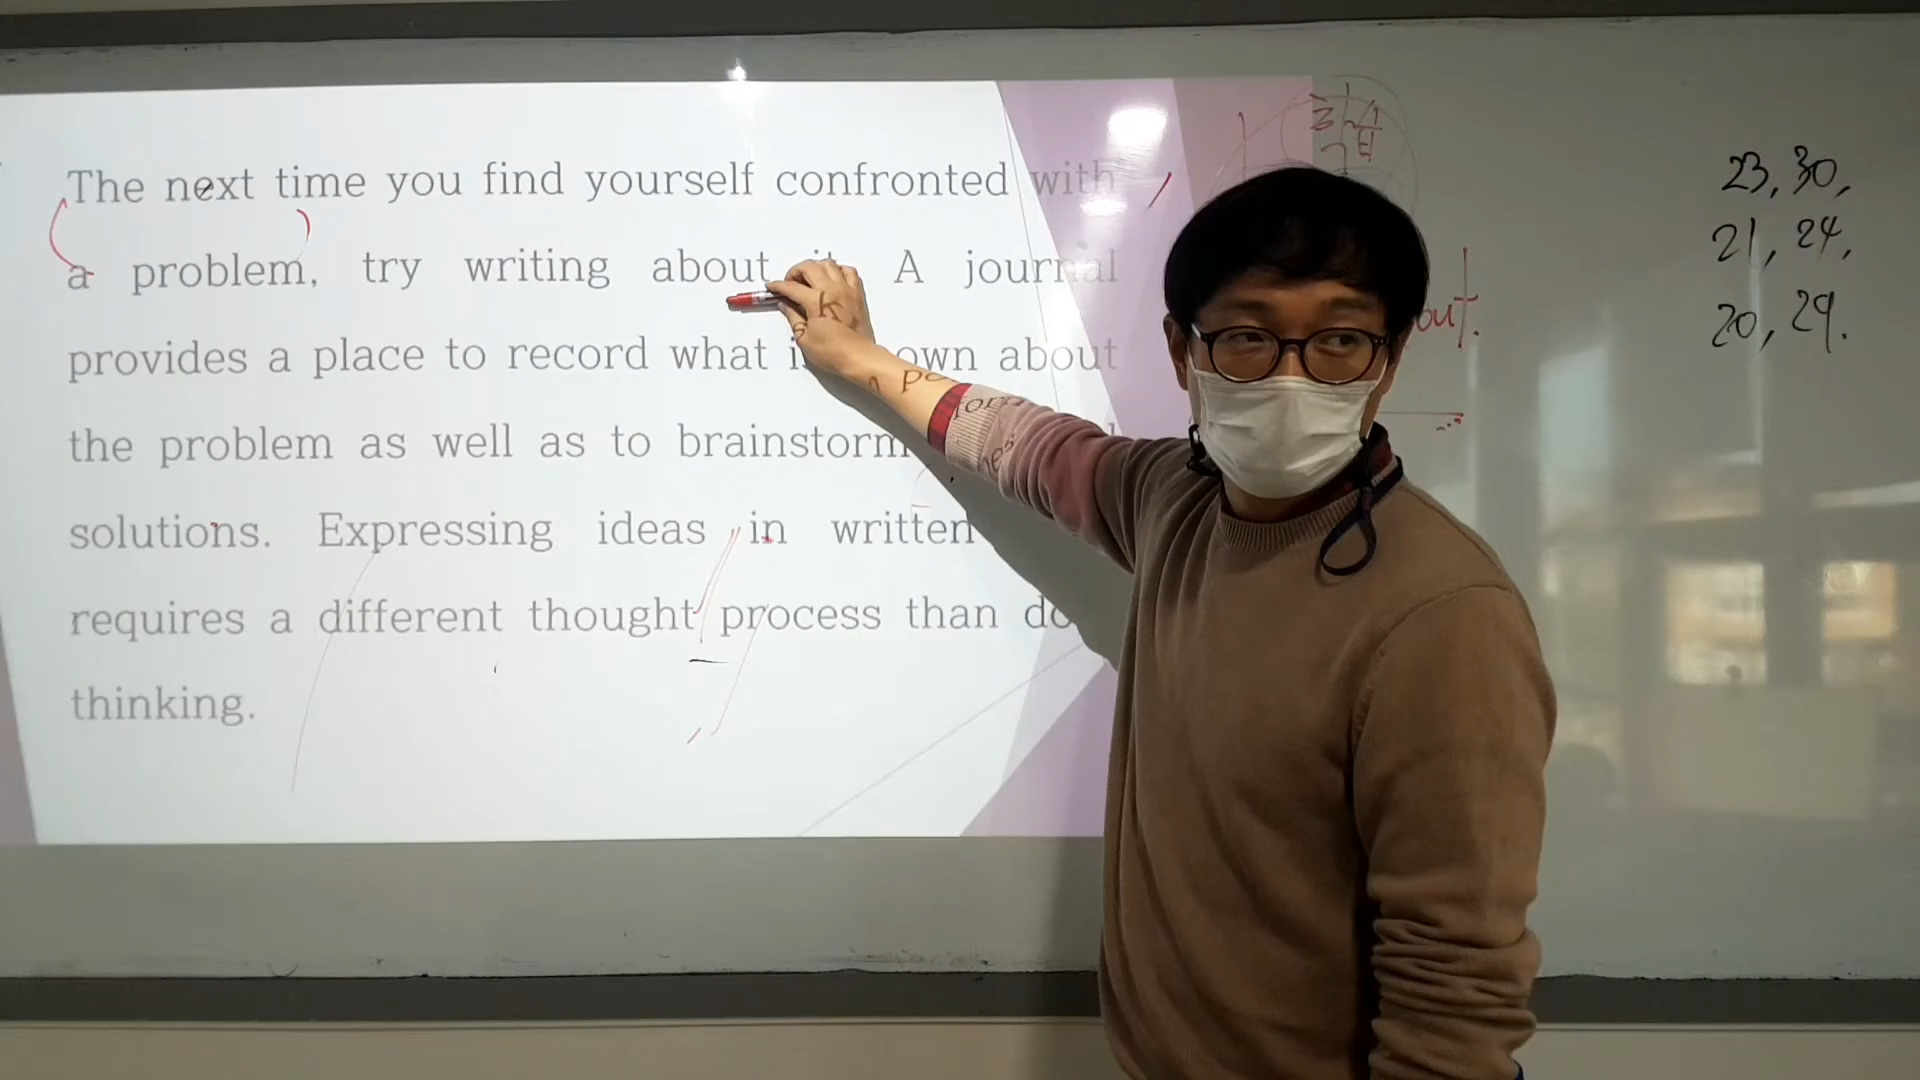 The next time you find yourself confronted with
a problem, try writing about it. A journal
provides a place to record what is known about
the problem as well as to brainstorm
solutions. Expressing ideas in written
requires a different thought process than
thinking.
out.
23, 30,
21, 24,
20, 29.